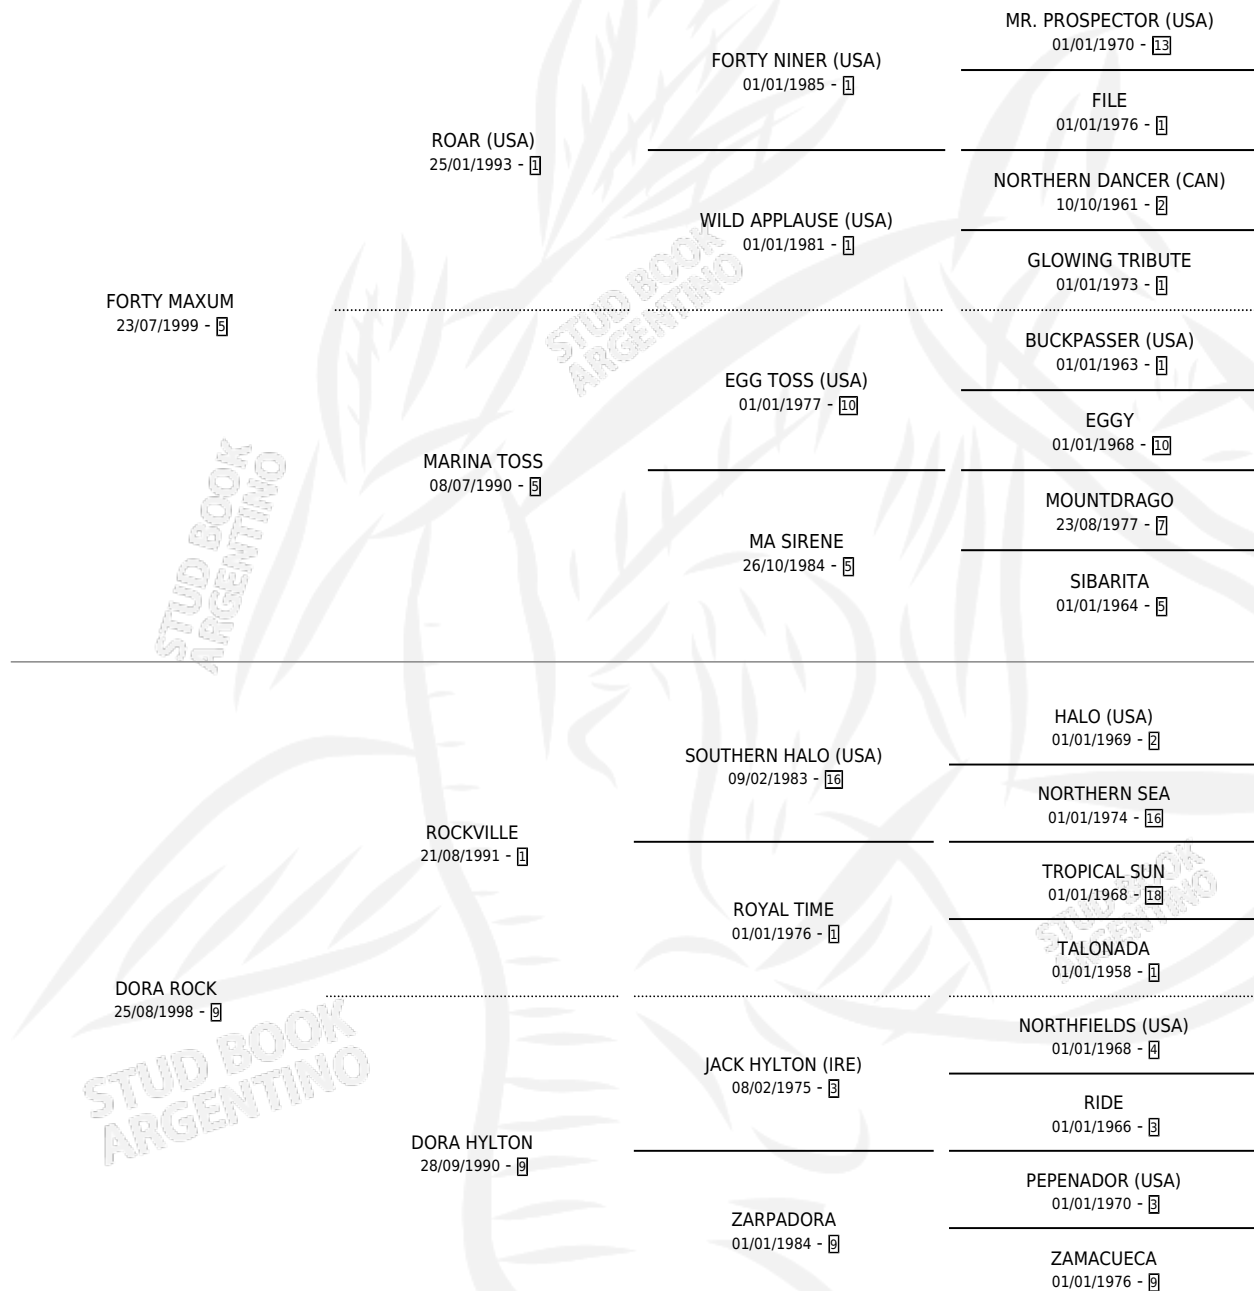 MR. PROSPECTOR (USA)
01/01/1970 - 13
FORTY NINER (USA)
01/01/1985 - 1
FILE
01/01/1976 - 1
ROAR (USA)
25/01/1993 - 1
NORTHERN DANCER (CAN)
10/10/1961 - 2
WILD APPLAUSE (USA)
01/01/1981 - 1
GLOWING TRIBUTE
01/01/1973 - 1
FORTY MAXUM
23/07/1999 - 5
STUD BOOK
ARGENTINO
BUCKPASSER (USA)
01/01/1963 - 1
EGG TOSS (USA)
01/01/1977 - 10
EGGY
01/01/1968 - 10
MARINA TOSS
08/07/1990 - 5
MOUNTDRAGO
23/08/1977 - 7
MA SIRENE
26/10/1984 - 5
SIBARITA
01/01/1964 - 5
STUD BOOK
ARGENTINO
HALO (USA)
01/01/1969 - 2
SOUTHERN HALO (USA)
09/02/1983 - 16
NORTHERN SEA
01/01/1974 - 16
ROCKVILLE
21/08/1991 - 1
TROPICAL SUN
01/01/1968 - 18
STUD BOOK
ARGENTINO
ROYAL TIME
01/01/1976 - 1
TALONADA
01/01/1958 - 1
DORA ROCK
25/08/1998 - 9
STUD BOOK
ARGENTINO
NORTHFIELDS (USA)
01/01/1968 - 4
JACK HYLTON (IRE)
08/02/1975 - 3
RIDE
01/01/1966 - 3
DORA HYLTON
28/09/1990 - 9
PEPENADOR (USA)
01/01/1970 - 3
ZARPADORA
01/01/1984 - 9
ZAMACUECA
01/01/1976 - 9